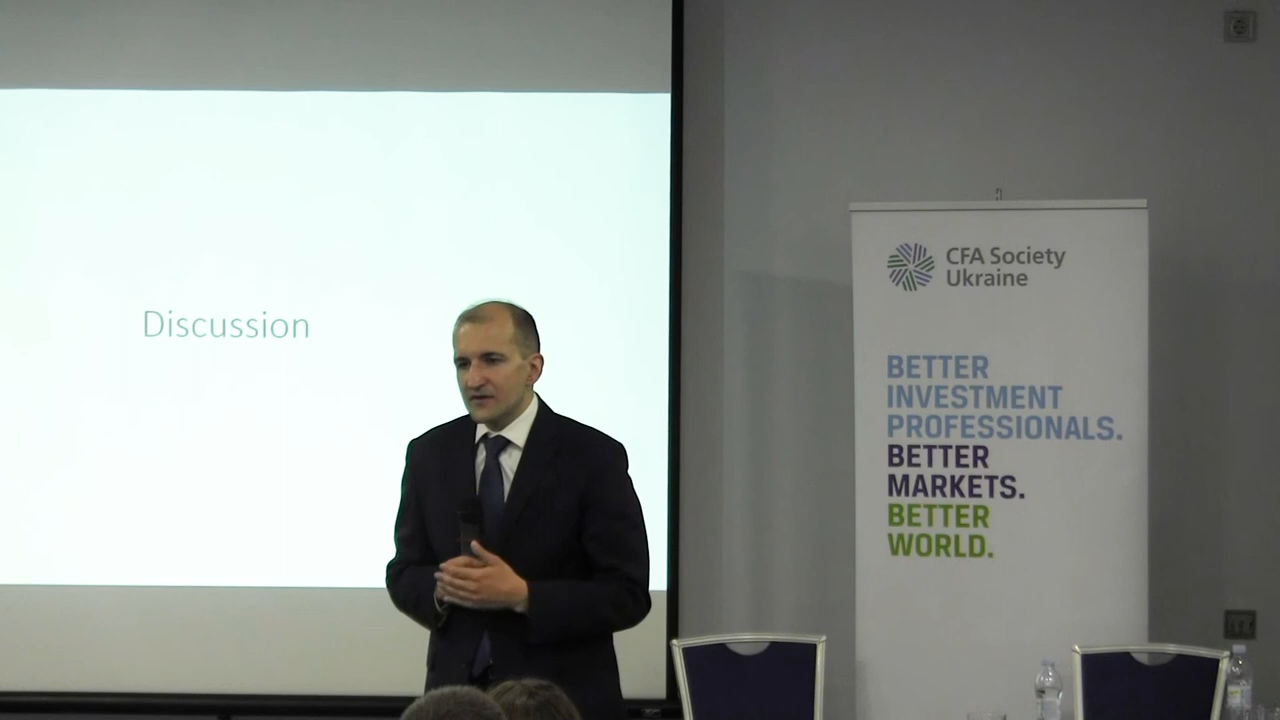 Discussion
CFA Society
Ukraine
BETTER
INVESTMENT
PROFESSIONALS.
BETTER
MARKETS.
BETTER
WORLD.